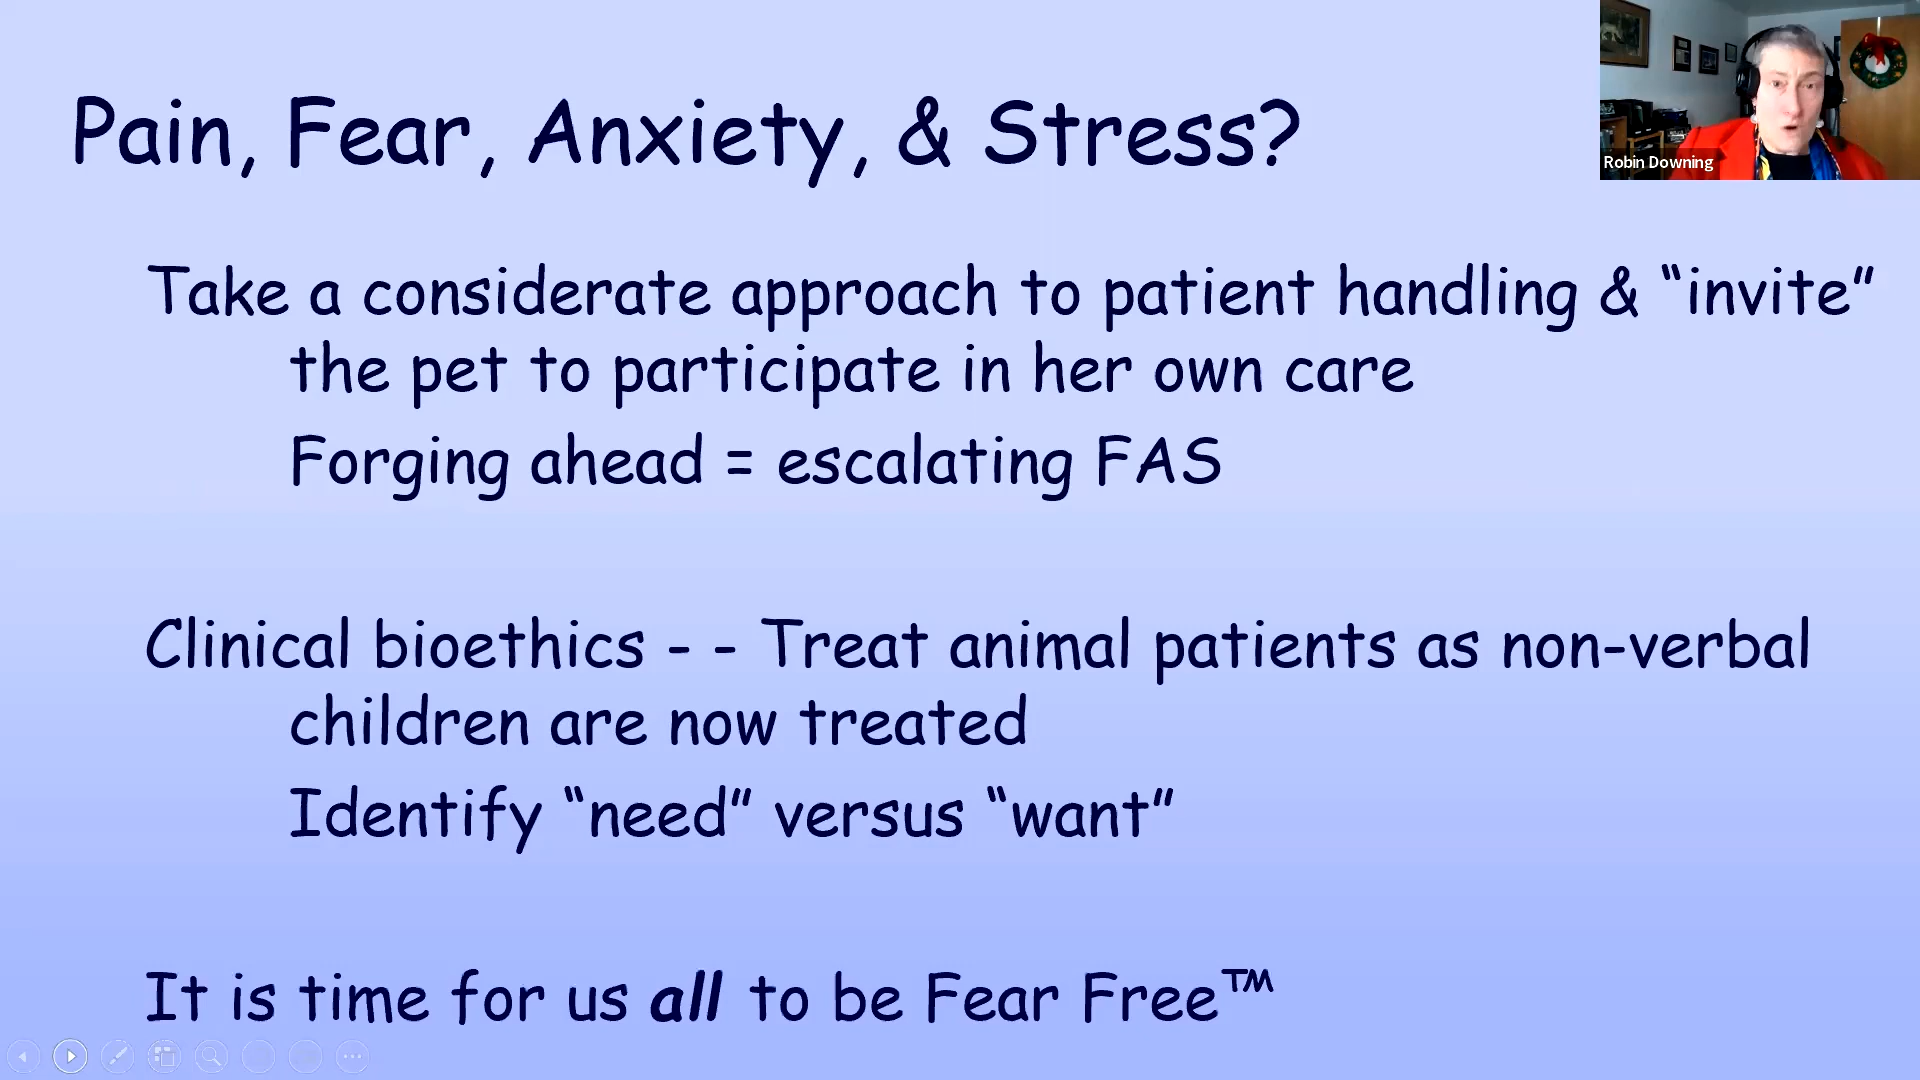 Pain, Fear, Anxiety, & Stress?
Robin Downing
Take a considerate approach to patient handling & “invite”
the pet to participate in her own care
Forging ahead = escalating FAS
Clinical bioethics - - Treat animal patients as non-verbal
children are now treated
Identify “need” versus “want”
It is time for us all to be Fear Free™